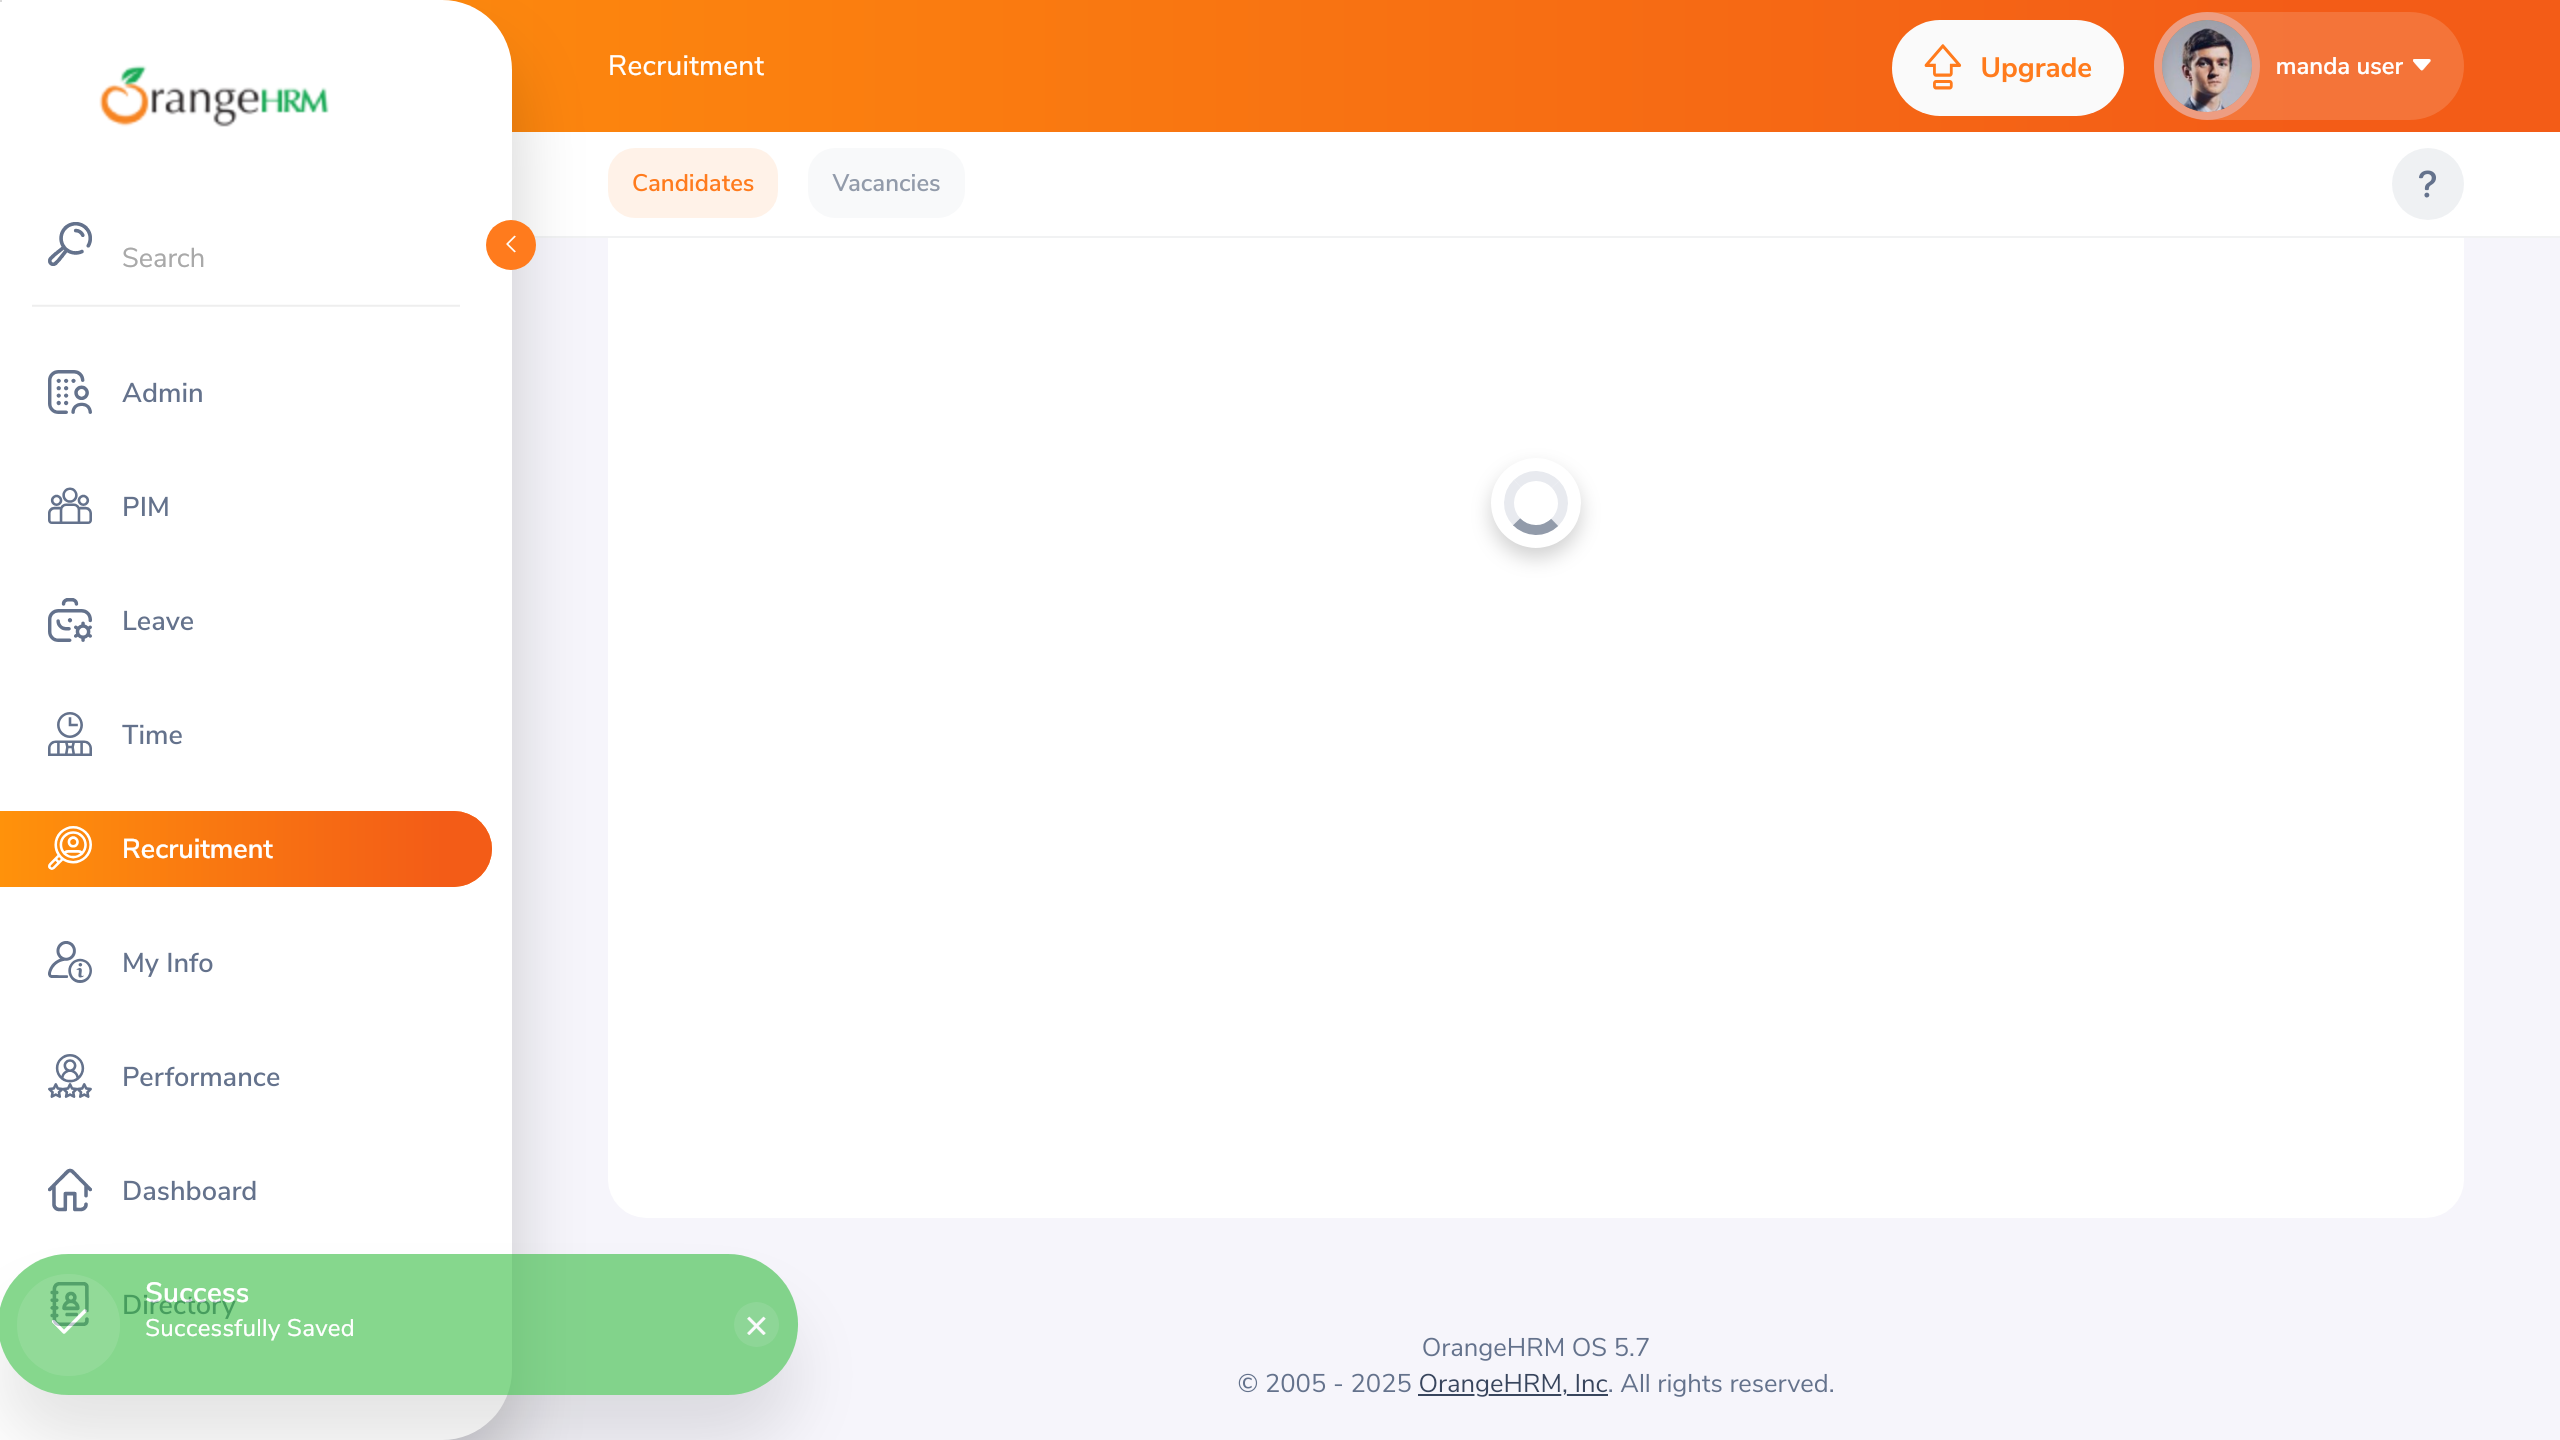 OrangeHRM
Search
Admin
PIM
Leave
Time
Recruitment
My Info
Performance
Dashboard
Directory
Recruitment
Upgrade
manda user
Candidates
Vacancies
?
Success
Successfully Saved
OrangeHRM OS 5.7
© 2005 - 2025 OrangeHRM, Inc. All rights reserved.